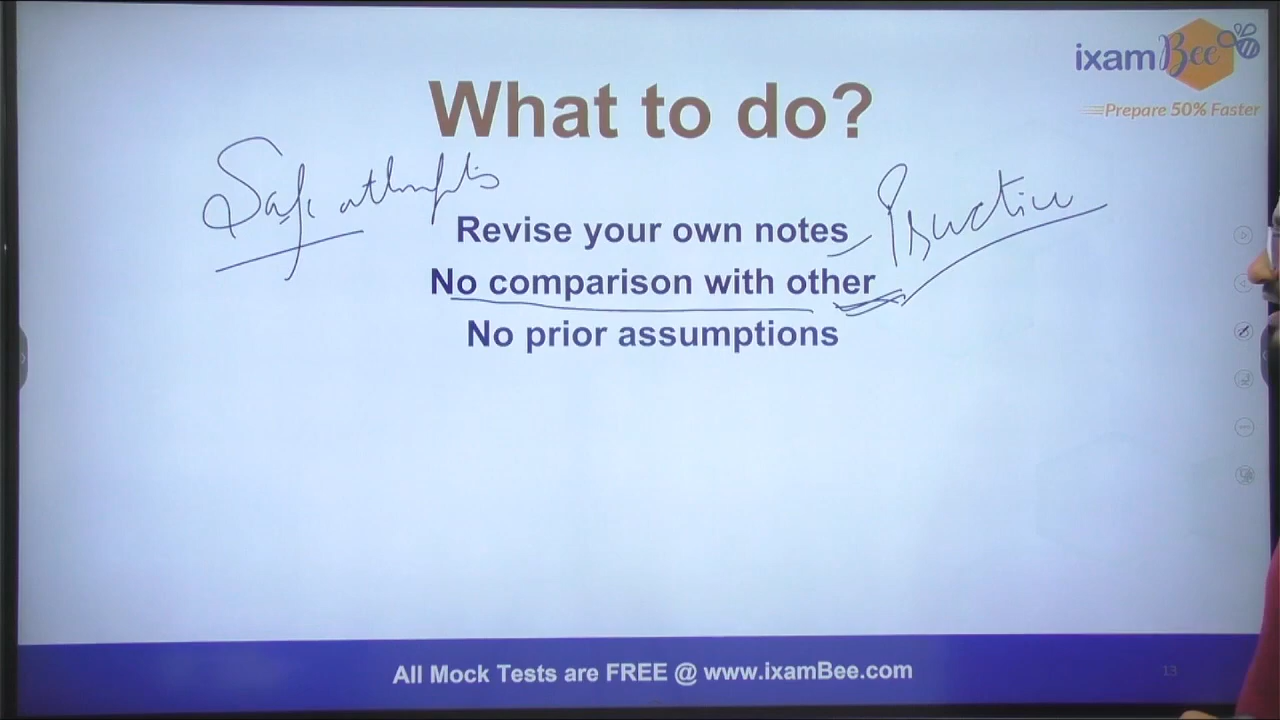 ixamBee
Prepare 50% Faster
What to do?
Safe attempts
Revise your own notes
Practice
No comparison with other
No prior assumptions
All Mock Tests are FREE @ www.ixamBee.com
13